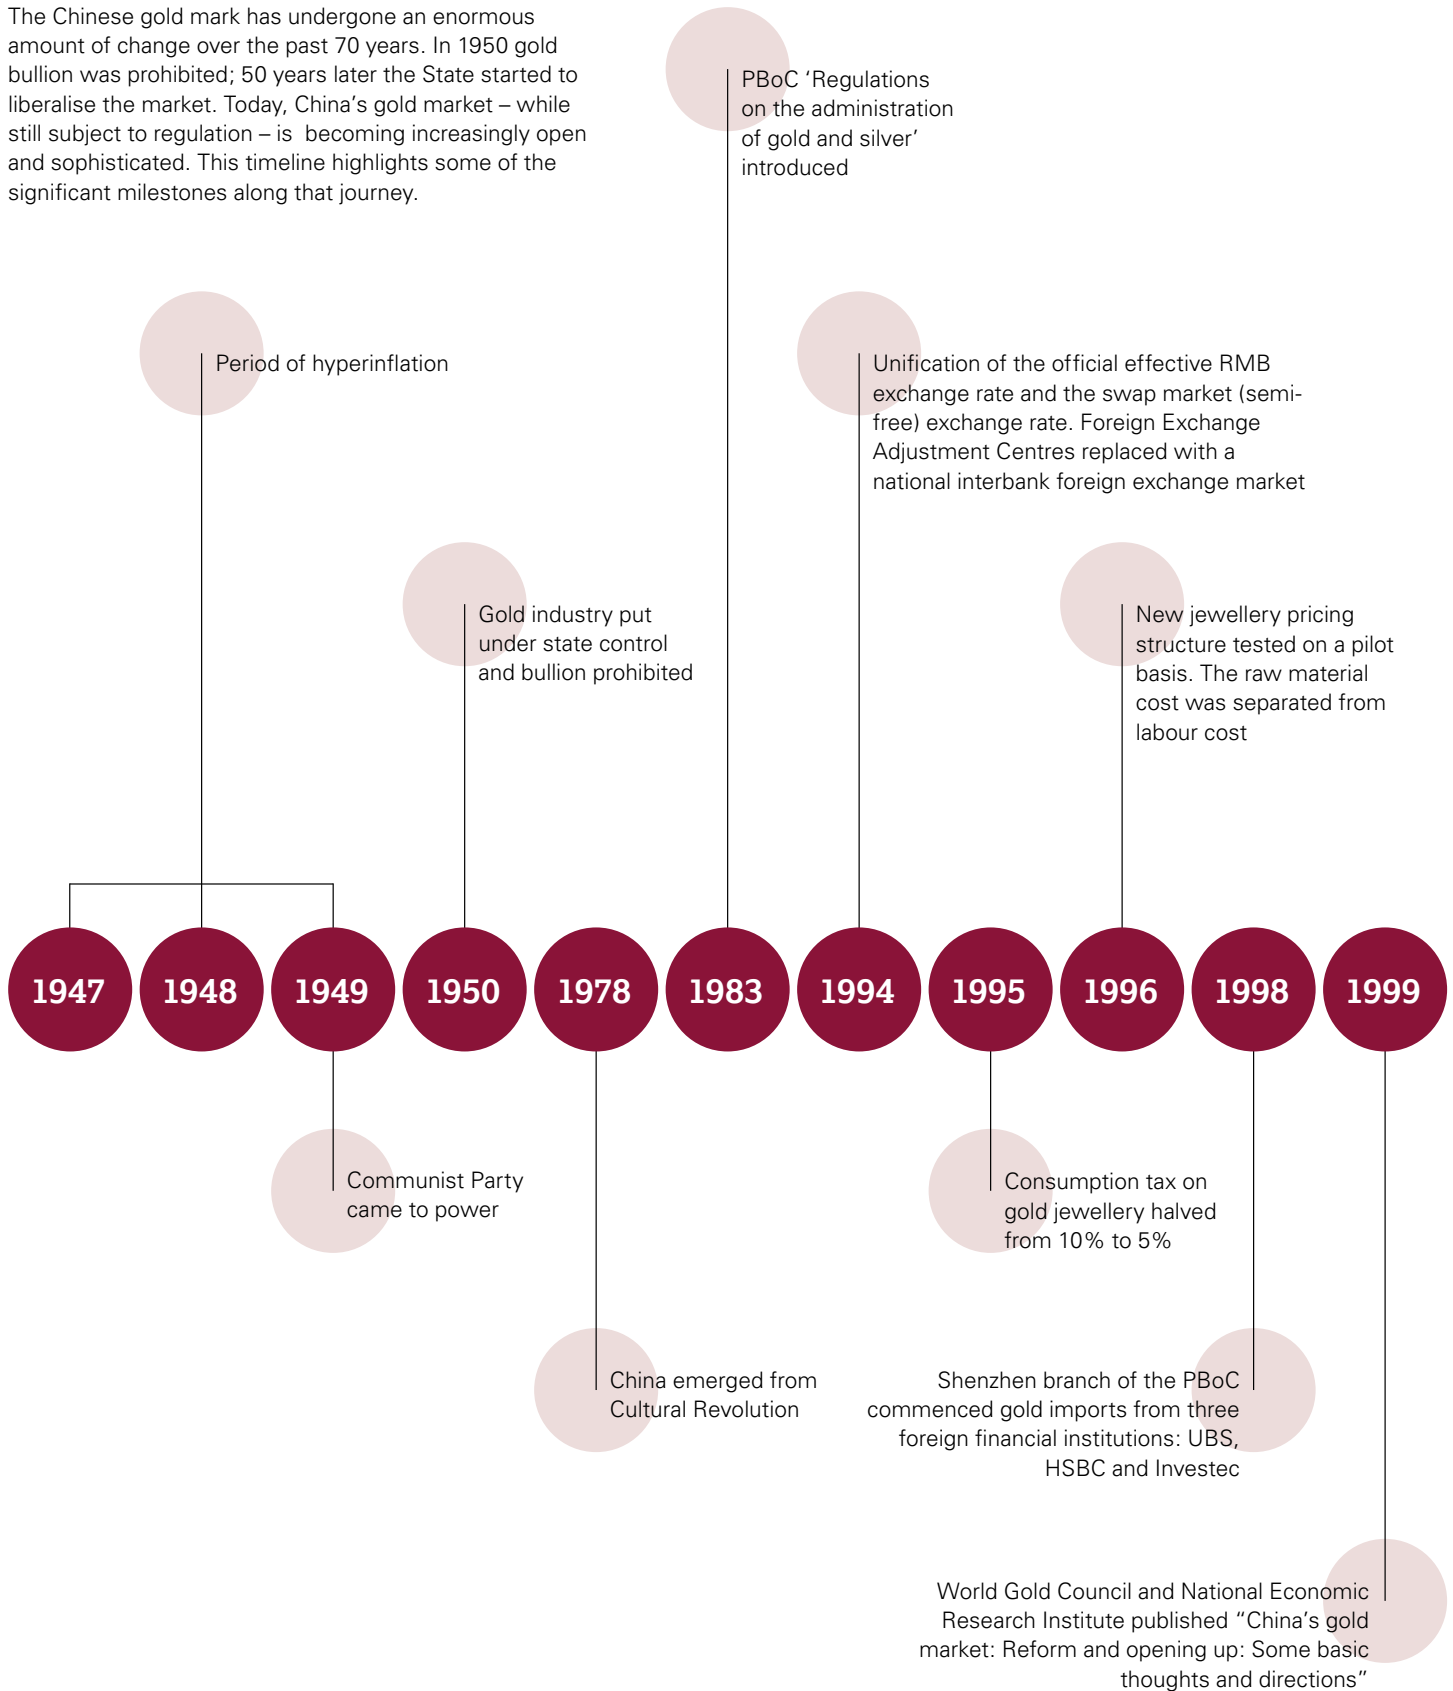 The Chinese gold mark has undergone an enormous
amount of change over the past 70 years. In 1950 gold
bullion was prohibited; 50 years later the State started to
liberalise the market. Today, China’s gold market – while
still subject to regulation – is  becoming increasingly open
and sophisticated. This timeline highlights some of the
significant milestones along that journey.
PBoC ‘Regulations
on the administration
of gold and silver’
introduced
Period of hyperinflation
Unification of the official effective RMB
exchange rate and the swap market (semi-
free) exchange rate. Foreign Exchange
Adjustment Centres replaced with a
national interbank foreign exchange market
Gold industry put
under state control
and bullion prohibited
New jewellery pricing
structure tested on a pilot
basis. The raw material
cost was separated from
labour cost
1947
1948
1949
1950
1978
1983
1994
1995
1996
1998
1999
Communist Party
came to power
Consumption tax on
gold jewellery halved
from 10% to 5%
China emerged from
Cultural Revolution
Shenzhen branch of the PBoC
commenced gold imports from three
foreign financial institutions: UBS,
HSBC and Investec
World Gold Council and National Economic
Research Institute published “China’s gold
market: Reform and opening up: Some basic
thoughts and directions”